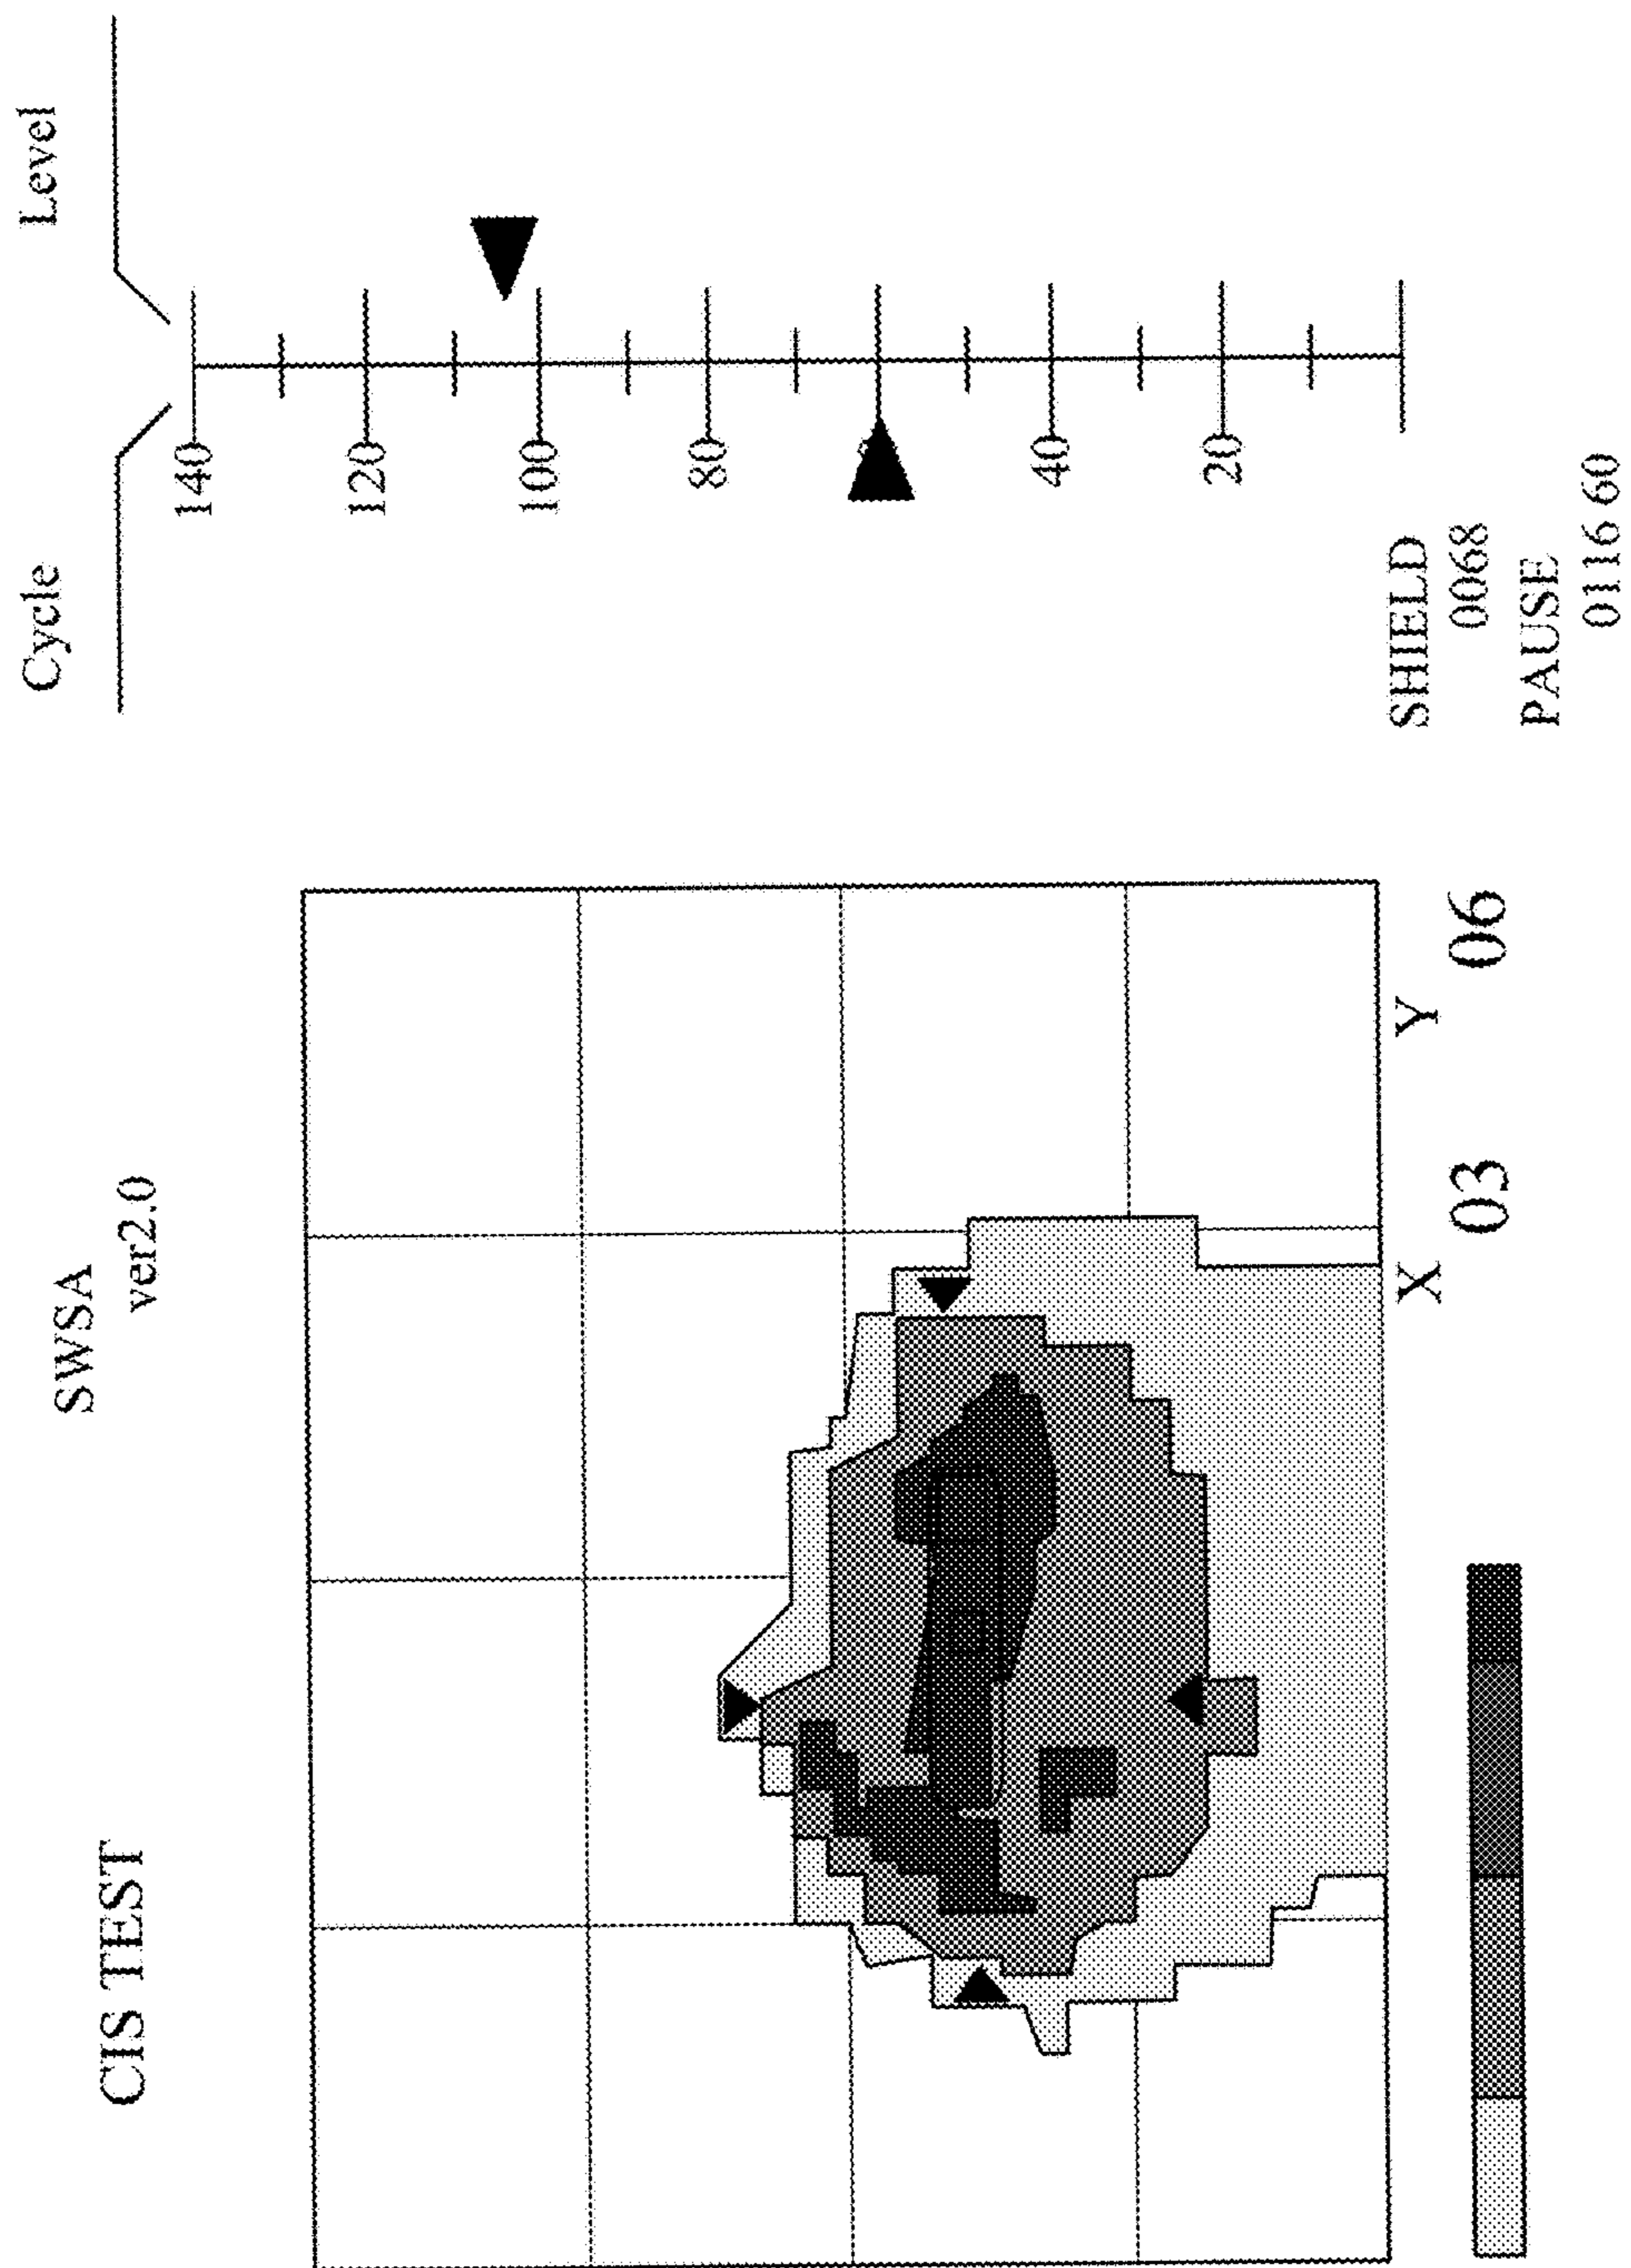 CIS TEST
SWSA
ver2.0
Cycle
Level
140
120
100
80
40
20
SHIELD
0068
PAUSE
0116 60
X
Y
03
06